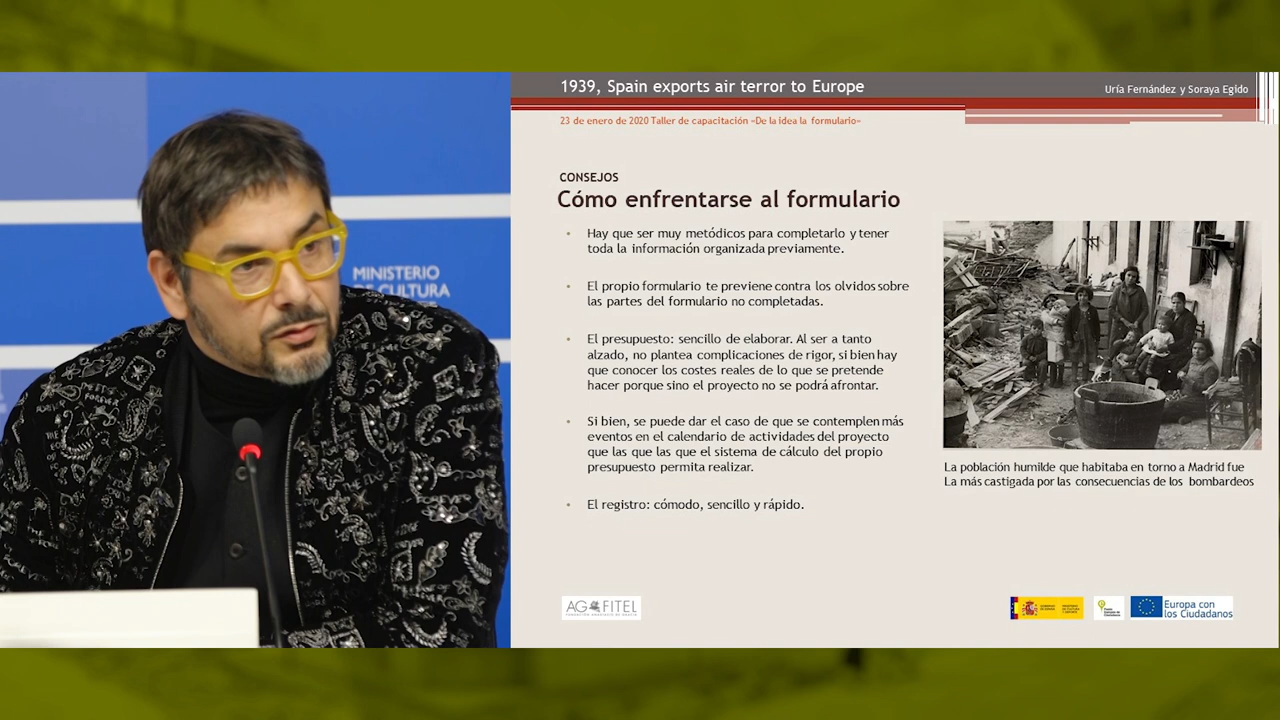 MINISTERIO
DE CULTURA
1939, Spain exports air terror to Europe
Uría Fernández y Soraya Egido
23 de enero de 2020 Taller de capacitación «De la idea la formulario»
CONSEJOS
Cómo enfrentarse al formulario
• Hay que ser muy metódicos para completarlo y tener
toda la información organizada previamente.
• El propio formulario te previene contra los olvidos sobre
las partes del formulario no completadas.
• El presupuesto: sencillo de elaborar. Al ser a tanto
alzado, no plantea complicaciones de rigor, si bien hay
que conocer los costes reales de lo que se pretende
hacer porque sino el proyecto no se podrá afrontar.
• Si bien, se puede dar el caso de que se contemplen más
eventos en el calendario de actividades del proyecto
que las que las que el sistema de cálculo del propio
presupuesto permita realizar.
• El registro: cómodo, sencillo y rápido.
La población humilde que habitaba en torno a Madrid fue
La más castigada por las consecuencias de los bombardeos
AG FITEL
Europa con
los Ciudadanos